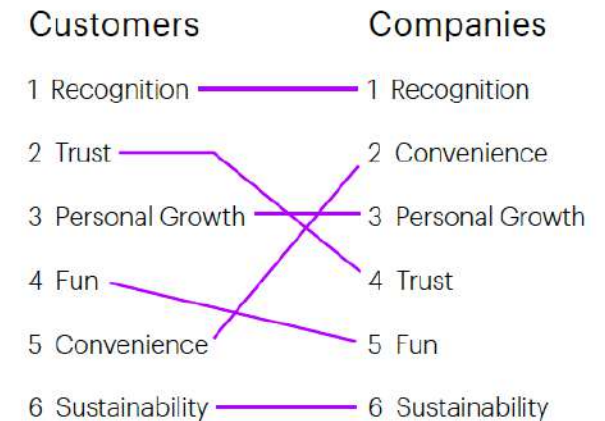 Customers Companies
1 Recognition 1 Recognition
2 Trust 2 Convenience
3 Personal Growth 3 Personal Growth
4 Fun 4 Trust
5 Convenience 5 Fun
6 Sustainability 6 Sustainability